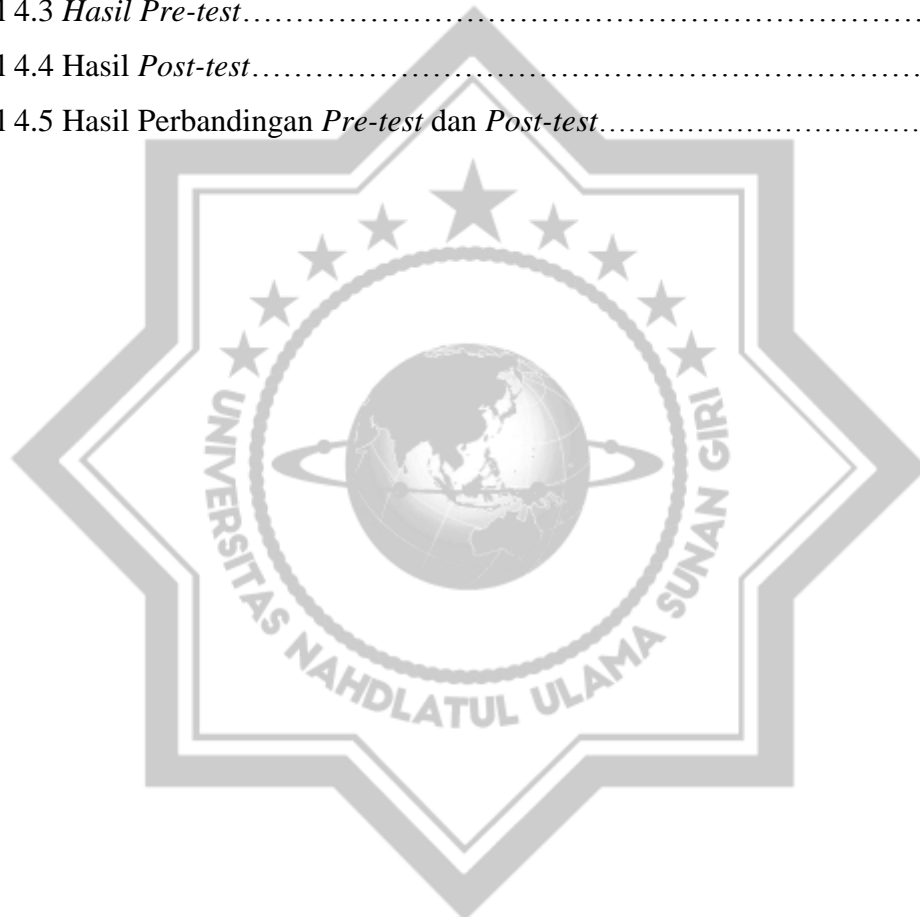 l 4.3 Hasil Pre-test……………………………………………………………
l 4.4 Hasil Post-test……………………………………………………………
l 4.5 Hasil Perbandingan Pre-test dan Post-test……………………………
UNIVERSITAS NAHDLATUL ULAMA SUNAN GIRI